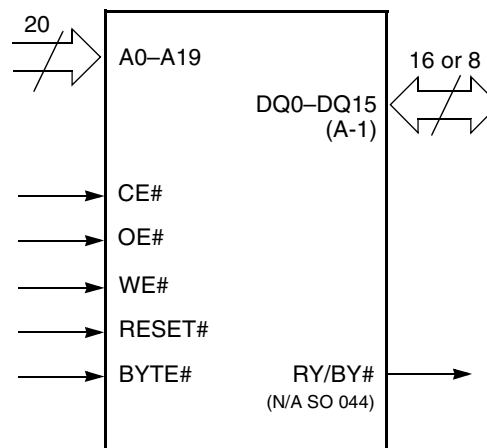 20
A0–A19
16 or 8
DQ0–DQ15
(A-1)
CE#
OE#
WE#
RESET#
BYTE#
RY/BY#
(N/A SO 044)